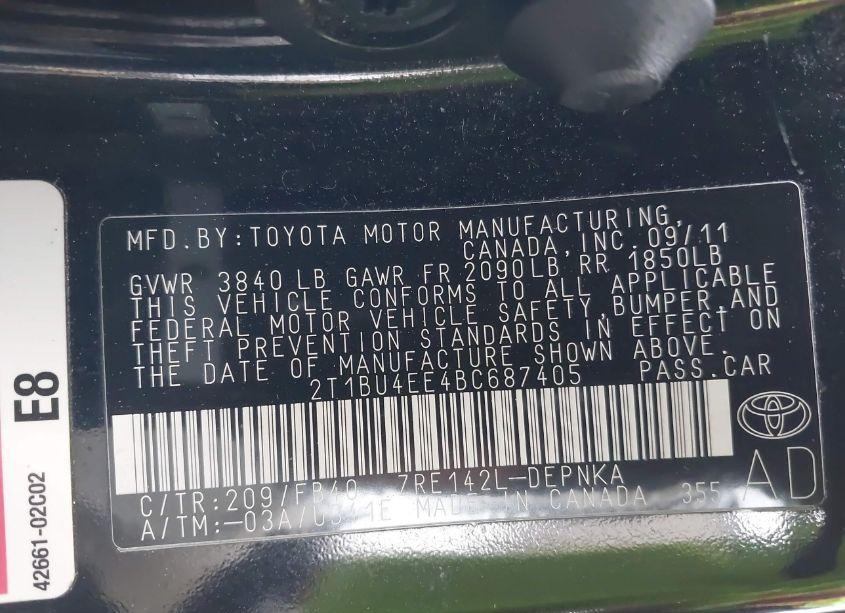 MFD.BY:TOYOTA MOTOR MANUFACTURING,
CANADA,INC. 09/11
GVWR 3840 LB GAWR FR 2090LB RR 1850LB
THIS VEHICLE CONFORMS TO ALL APPLICABLE
FEDERAL MOTOR VEHICLE SAFETY,BUMPER,AND
THEFT PREVENTION STANDARDS IN EFFECT ON
THE DATE OF MANUFACTURE SHOWN ABOVE.
2T1BU4EE4BC687405 PASS.CAR
C/TR:209/FB40 ZRE142L-DEPNKA
A/TM:-03A/U341E MADE IN CANADA 355
AD
E8
42661-02C02